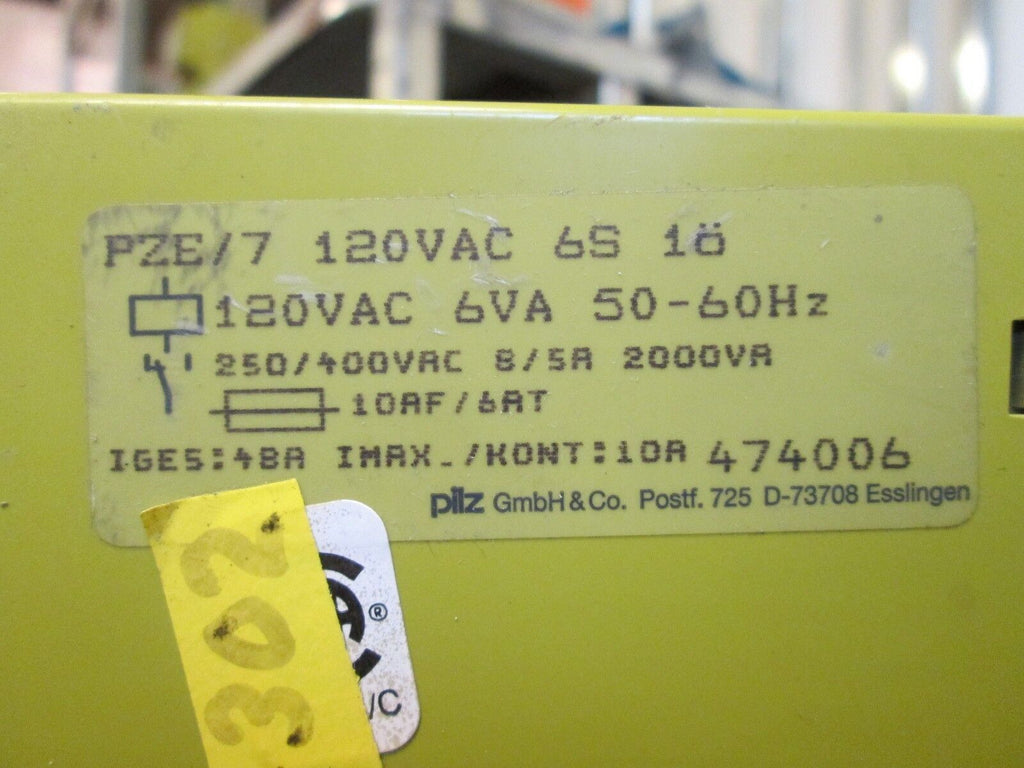 PZE/7 120VAC 6S 1ö
120VAC 6VA 50-60Hz
250/400VAC 8/5A 2000VA
10AF/6AT
IGES:48A IMAX./KONT:10A 474006
pilz GmbH & Co. Postf. 725 D-73708 Esslingen
302
®
/C